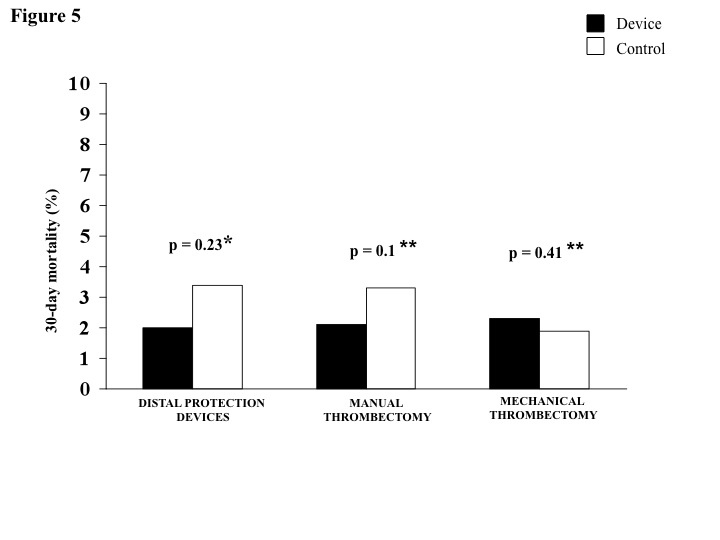 Figure 5
Device
Control
10
9
8
7
6
5
4
3
2
1
0
30-day mortality (%)
p = 0.23*
p = 0.1 **
p = 0.41 **
DISTAL PROTECTION
DEVICES
MANUAL
THROMBECTOMY
MECHANICAL
THROMBECTOMY